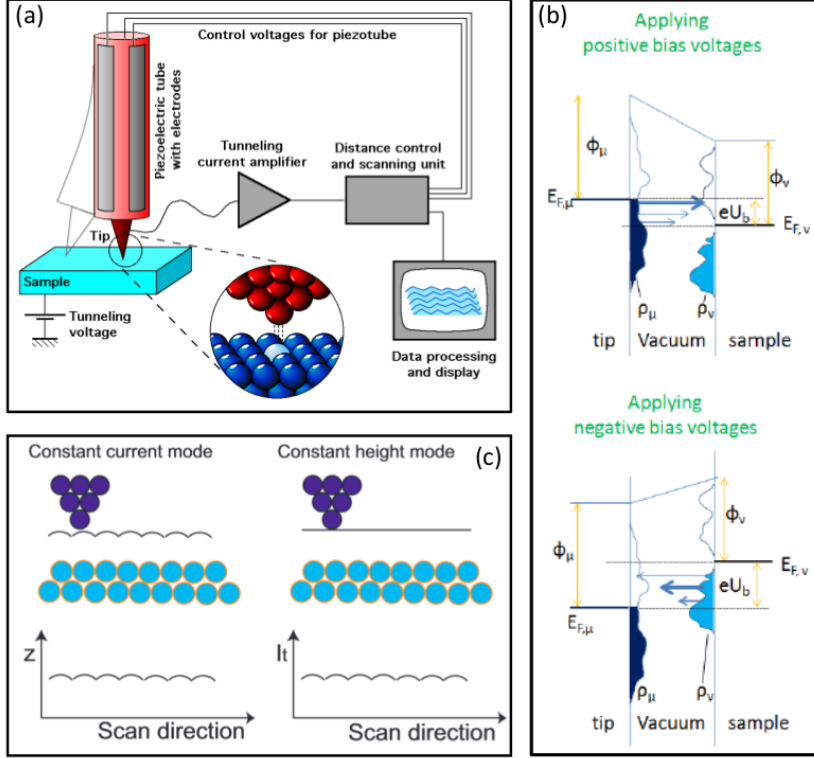 (a)
Control voltages for piezotube
Piezoelectric tube
with electrodes
Tunneling
current amplifier
Distance control
and scanning unit
Tip
Sample
Tunneling
voltage
Data processing
and display
(b)
Applying
positive bias voltages
ϕμ
ϕν
EF,μ
eUb
EF,ν
ρμ
ρν
tip Vacuum sample
Applying
negative bias voltages
ϕν
ϕμ
EF,ν
eUb
EF,μ
ρμ
ρν
tip Vacuum sample
Constant current mode
Constant height mode
(c)
z
Scan direction
It
Scan direction